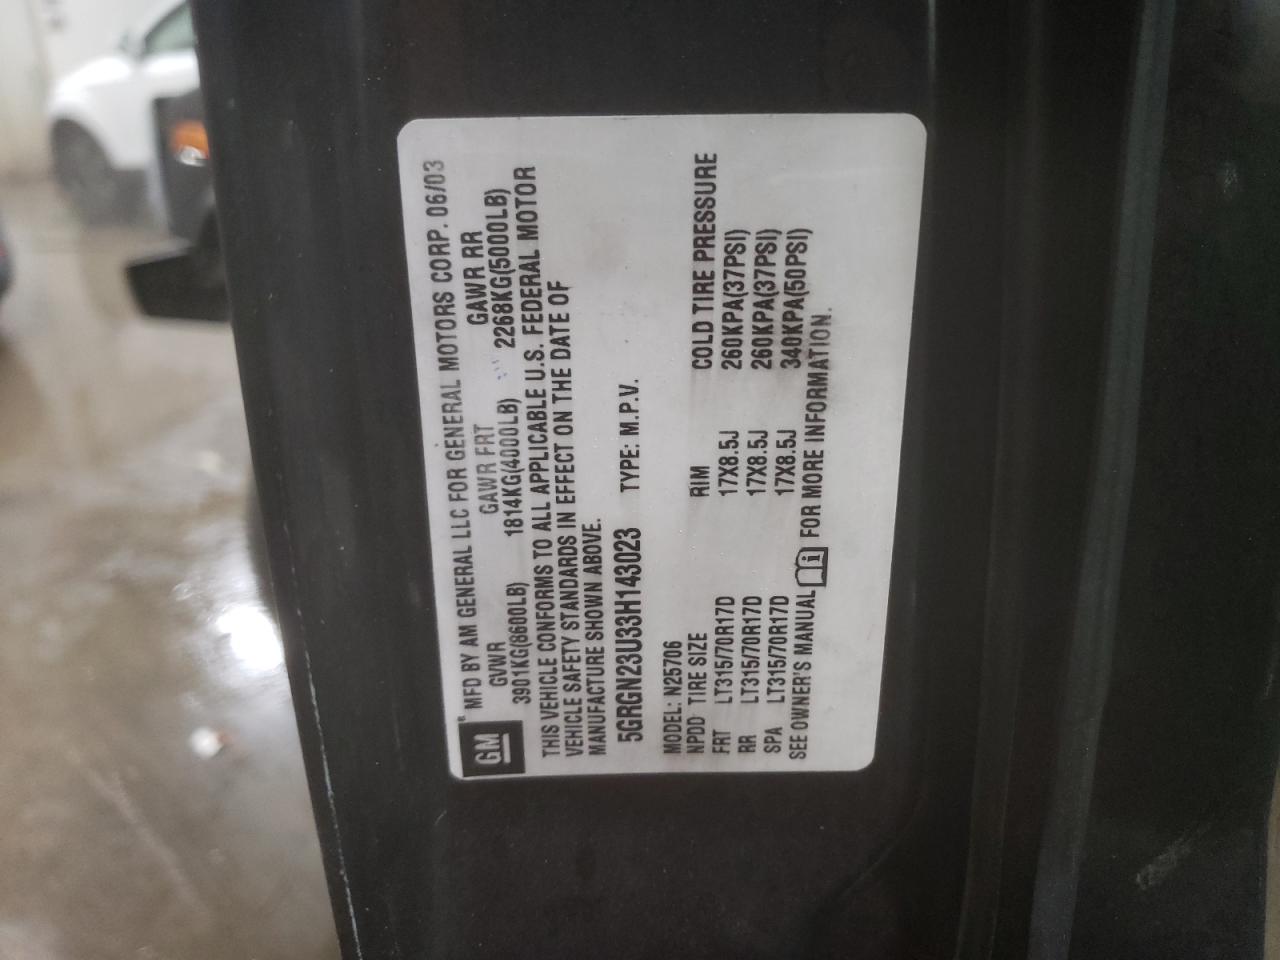 GM
MFD BY AM GENERAL LLC FOR GENERAL MOTORS CORP. 06/03
GVWR GAWR FRT GAWR RR
3901KG(8600LB) 1814KG(4000LB) 2268KG(5000LB)
THIS VEHICLE CONFORMS TO ALL APPLICABLE U.S. FEDERAL MOTOR
VEHICLE SAFETY STANDARDS IN EFFECT ON THE DATE OF
MANUFACTURE SHOWN ABOVE.
5GRGN23U33H143023 TYPE: M.P.V.
MODEL: N25706
NPDD TIRE SIZE RIM COLD TIRE PRESSURE
FRT LT315/70R17D 17X8.5J 260KPA(37PSI)
RR LT315/70R17D 17X8.5J 260KPA(37PSI)
SPA LT315/70R17D 17X8.5J 340KPA(50PSI)
SEE OWNER'S MANUAL i FOR MORE INFORMATION.